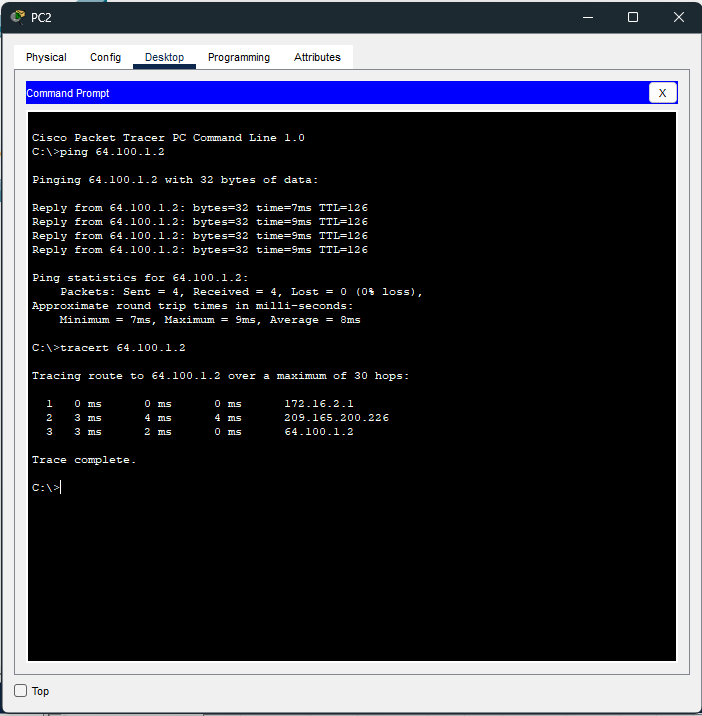 PC2
Physical Config Desktop Programming Attributes
Command Prompt X
Cisco Packet Tracer PC Command Line 1.0
C:\>ping 64.100.1.2
Pinging 64.100.1.2 with 32 bytes of data:
Reply from 64.100.1.2: bytes=32 time=7ms TTL=126
Reply from 64.100.1.2: bytes=32 time=9ms TTL=126
Reply from 64.100.1.2: bytes=32 time=9ms TTL=126
Reply from 64.100.1.2: bytes=32 time=9ms TTL=126
Ping statistics for 64.100.1.2:
Packets: Sent = 4, Received = 4, Lost = 0 (0% loss),
Approximate round trip times in milli-seconds:
Minimum = 7ms, Maximum = 9ms, Average = 8ms
C:\>tracert 64.100.1.2
Tracing route to 64.100.1.2 over a maximum of 30 hops:
1 0 ms 0 ms 0 ms 172.16.2.1
2 3 ms 4 ms 4 ms 209.165.200.226
3 3 ms 2 ms 0 ms 64.100.1.2
Trace complete.
C:\>
Top